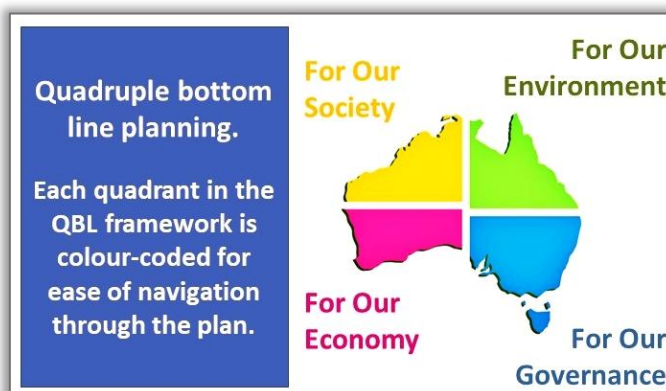 Quadruple bottom
line planning.
Each quadrant in the
QBL framework is
colour-coded for
ease of navigation
through the plan.
For Our
Society
For Our
Environment
For Our
Economy
For Our
Governance